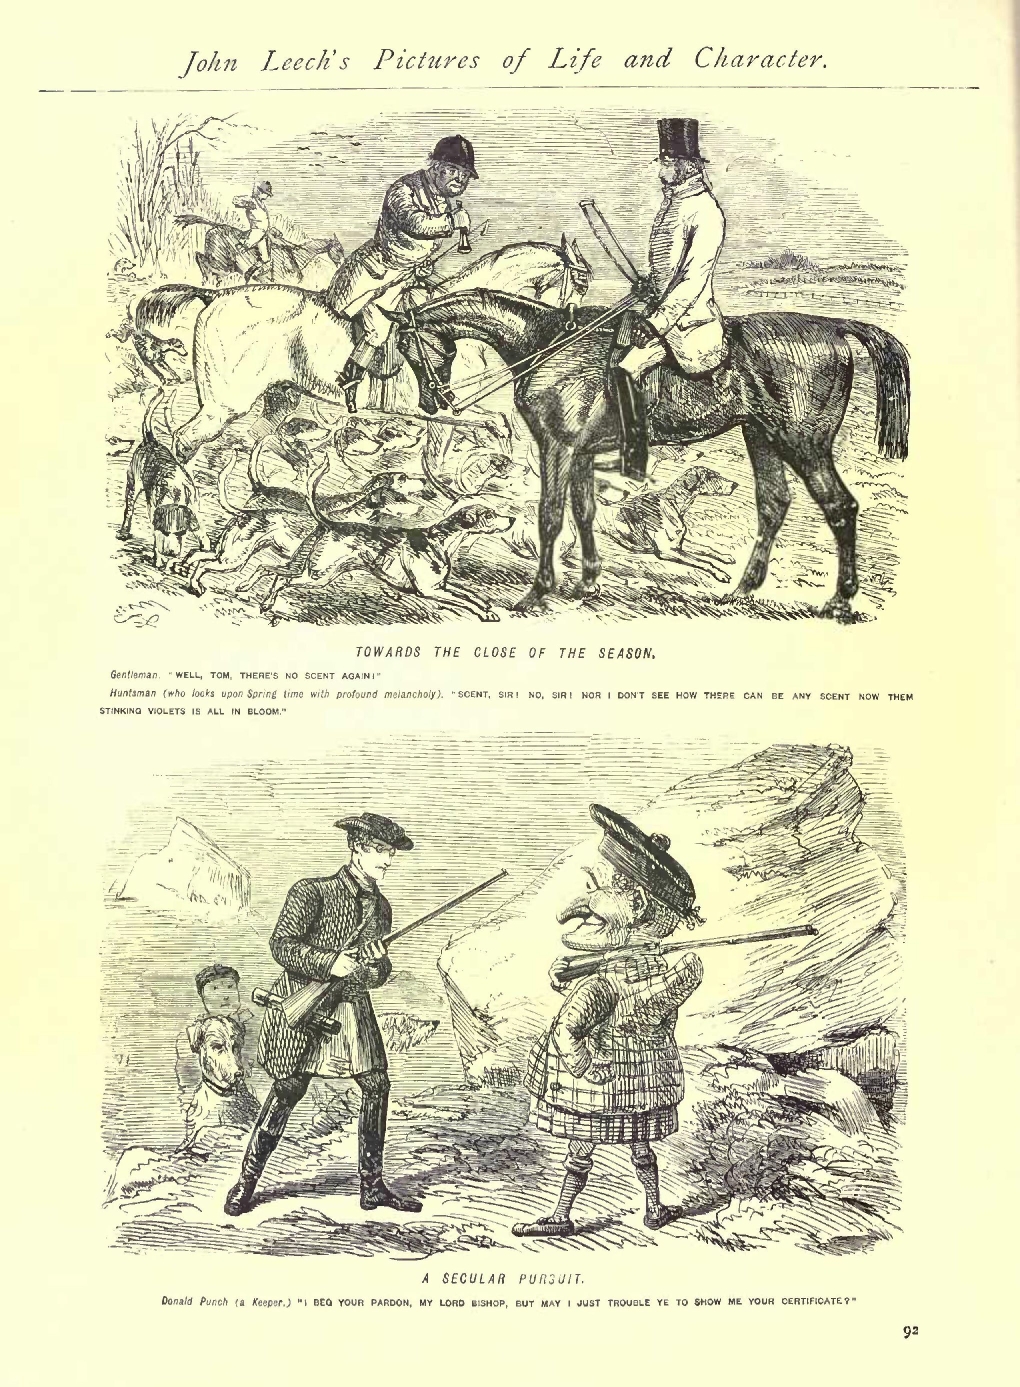 John Leech's Pictures of Life and Character.
TOWARDS THE CLOSE OF THE SEASON.
Gentleman. "WELL, TOM, THERE'S NO SCENT AGAIN!"
Huntsman (who looks upon Spring time with profound melancholy). "SCENT, SIR! NO, SIR! NOR I DON'T SEE HOW THERE CAN BE ANY SCENT NOW THEM
STINKING VIOLETS IS ALL IN BLOOM."
A SECULAR PURSUIT.
Donald Punch (a Keeper.) "I BEG YOUR PARDON, MY LORD BISHOP, BUT MAY I JUST TROUBLE YE TO SHOW ME YOUR CERTIFICATE?"
92